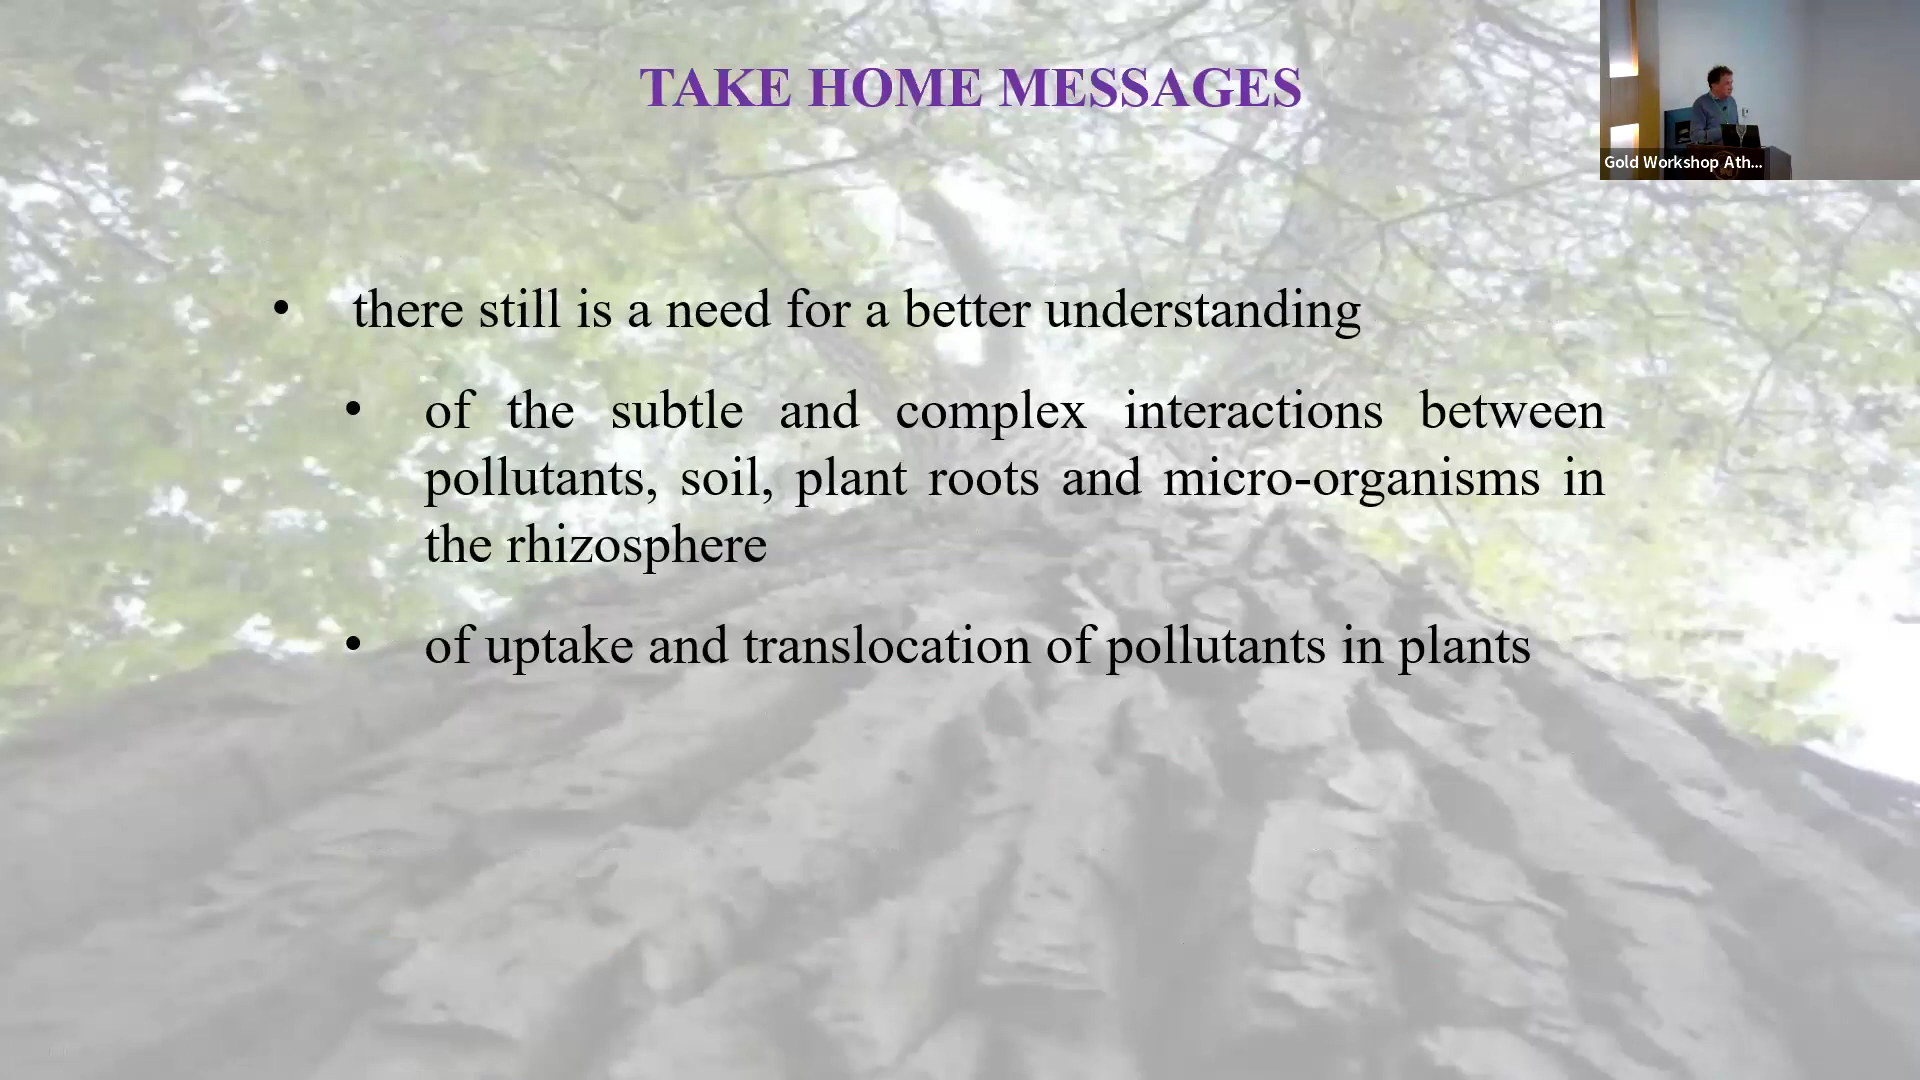 TAKE HOME MESSAGES
Gold Workshop Ath...
• there still is a need for a better understanding
• of the subtle and complex interactions between
pollutants, soil, plant roots and micro-organisms in
the rhizosphere
• of uptake and translocation of pollutants in plants